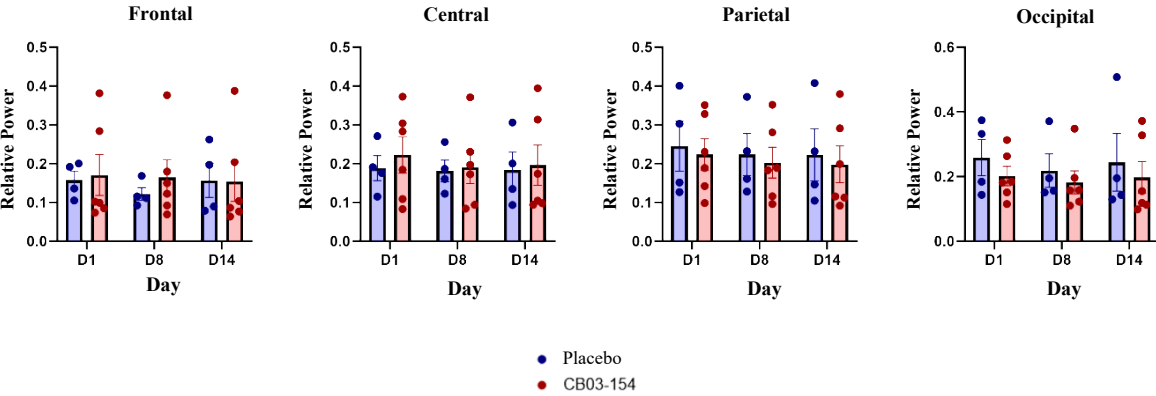 Frontal
Central
Parietal
Occipital
Relative Power
0.5
0.4
0.3
0.2
0.1
0.0
D1
D8
D14
Day
Relative Power
0.5
0.4
0.3
0.2
0.1
0.0
D1
D8
D14
Day
Relative Power
0.5
0.4
0.3
0.2
0.1
0.0
D1
D8
D14
Day
Relative Power
0.6
0.4
0.2
0.0
D1
D8
D14
Day
Placebo
CB03-154